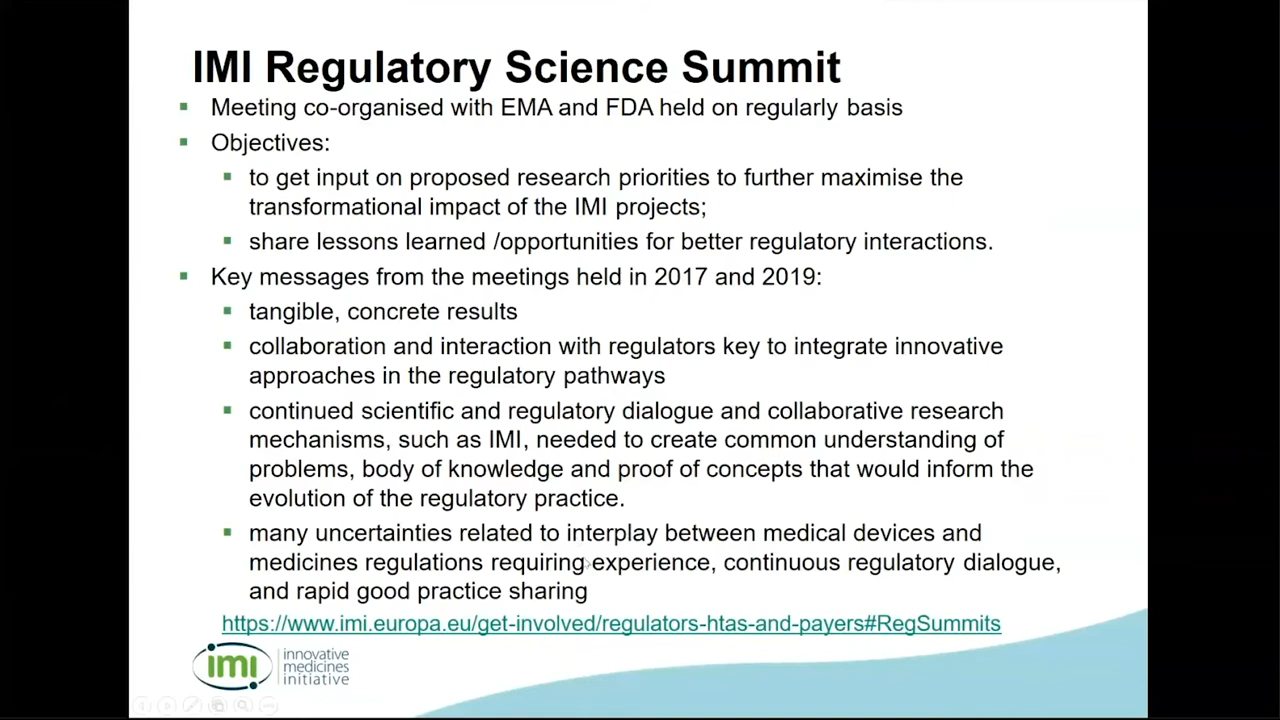 IMI Regulatory Science Summit
Meeting co-organised with EMA and FDA held on regularly basis
Objectives:
to get input on proposed research priorities to further maximise the
transformational impact of the IMI projects;
share lessons learned /opportunities for better regulatory interactions.
Key messages from the meetings held in 2017 and 2019:
tangible, concrete results
collaboration and interaction with regulators key to integrate innovative
approaches in the regulatory pathways
continued scientific and regulatory dialogue and collaborative research
mechanisms, such as IMI, needed to create common understanding of
problems, body of knowledge and proof of concepts that would inform the
evolution of the regulatory practice.
many uncertainties related to interplay between medical devices and
medicines regulations requiring experience, continuous regulatory dialogue,
and rapid good practice sharing
https://www.imi.europa.eu/get-involved/regulators-htas-and-payers#RegSummits
imi
innovative
medicines
initiative